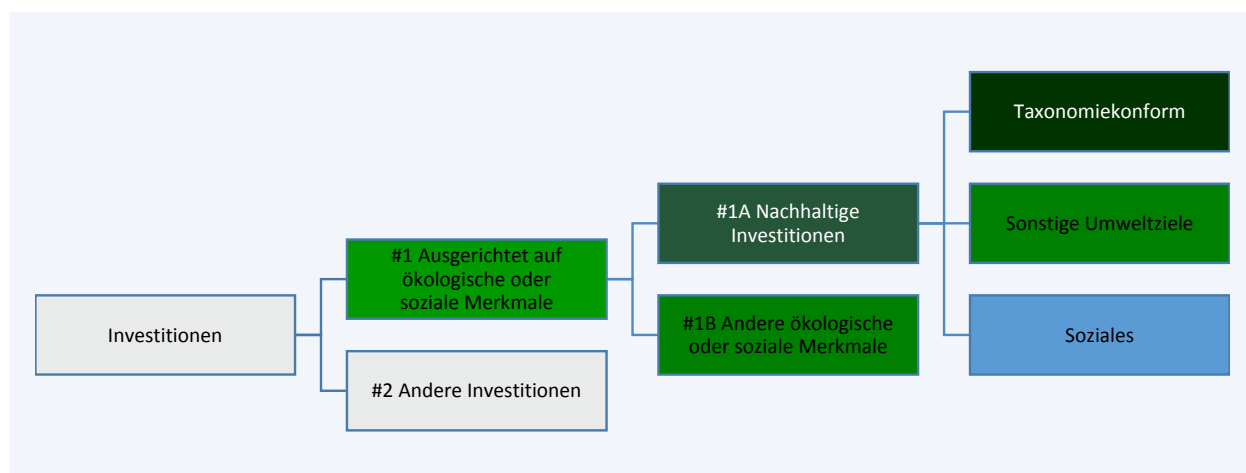 Investitionen
#1 Ausgerichtet auf
ökologische oder
soziale Merkmale
#2 Andere Investitionen
#1A Nachhaltige
Investitionen
#1B Andere ökologische
oder soziale Merkmale
Taxonomiekonform
Sonstige Umweltziele
Soziales